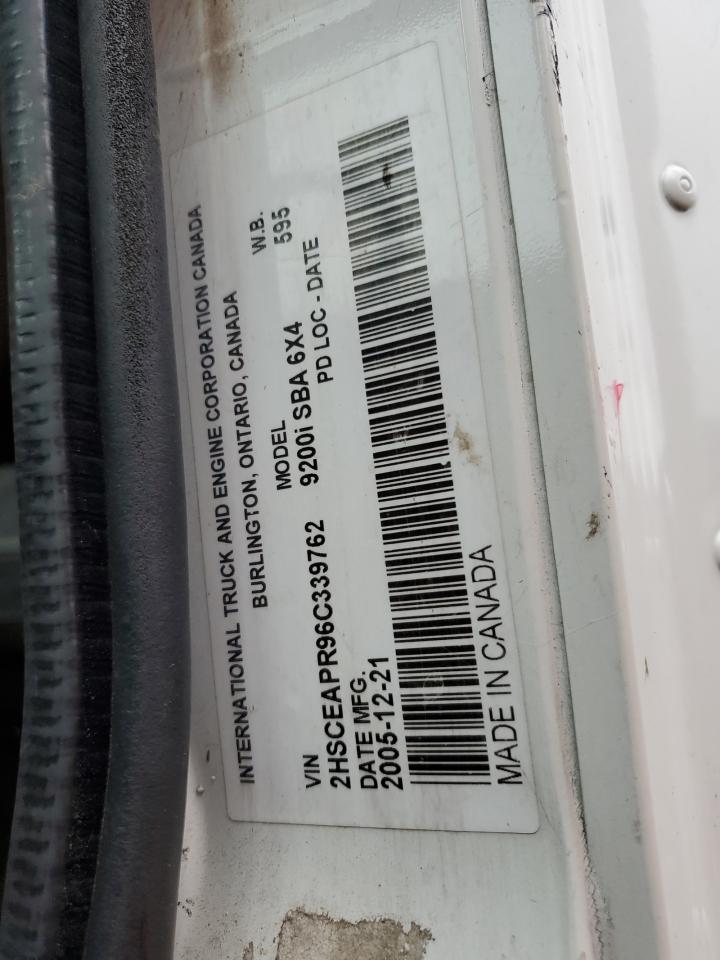 INTERNATIONAL TRUCK AND ENGINE CORPORATION CANADA
BURLINGTON, ONTARIO, CANADA
VIN MODEL W.B.
2HSCEAPR96C339762 9200i SBA 6X4 595
DATE MFG. PD LOC - DATE
2005-12-21
MADE IN CANADA